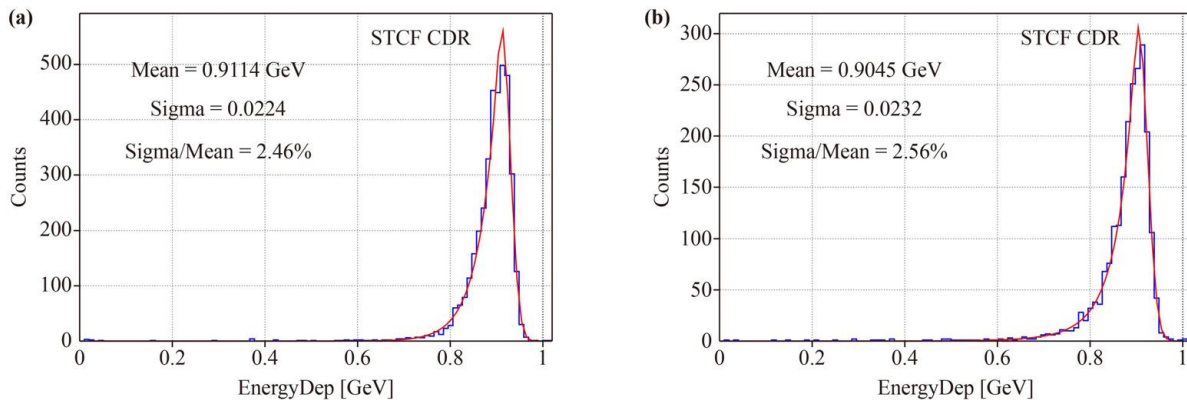 (a)
STCF CDR
Mean = 0.9114 GeV
Sigma = 0.0224
Sigma/Mean = 2.46%
Counts
500
400
300
200
100
0
0 0.2 0.4 0.6 0.8 1
EnergyDep [GeV]
(b)
STCF CDR
Mean = 0.9045 GeV
Sigma = 0.0232
Sigma/Mean = 2.56%
Counts
300
250
200
150
100
50
0
0 0.2 0.4 0.6 0.8 1
EnergyDep [GeV]